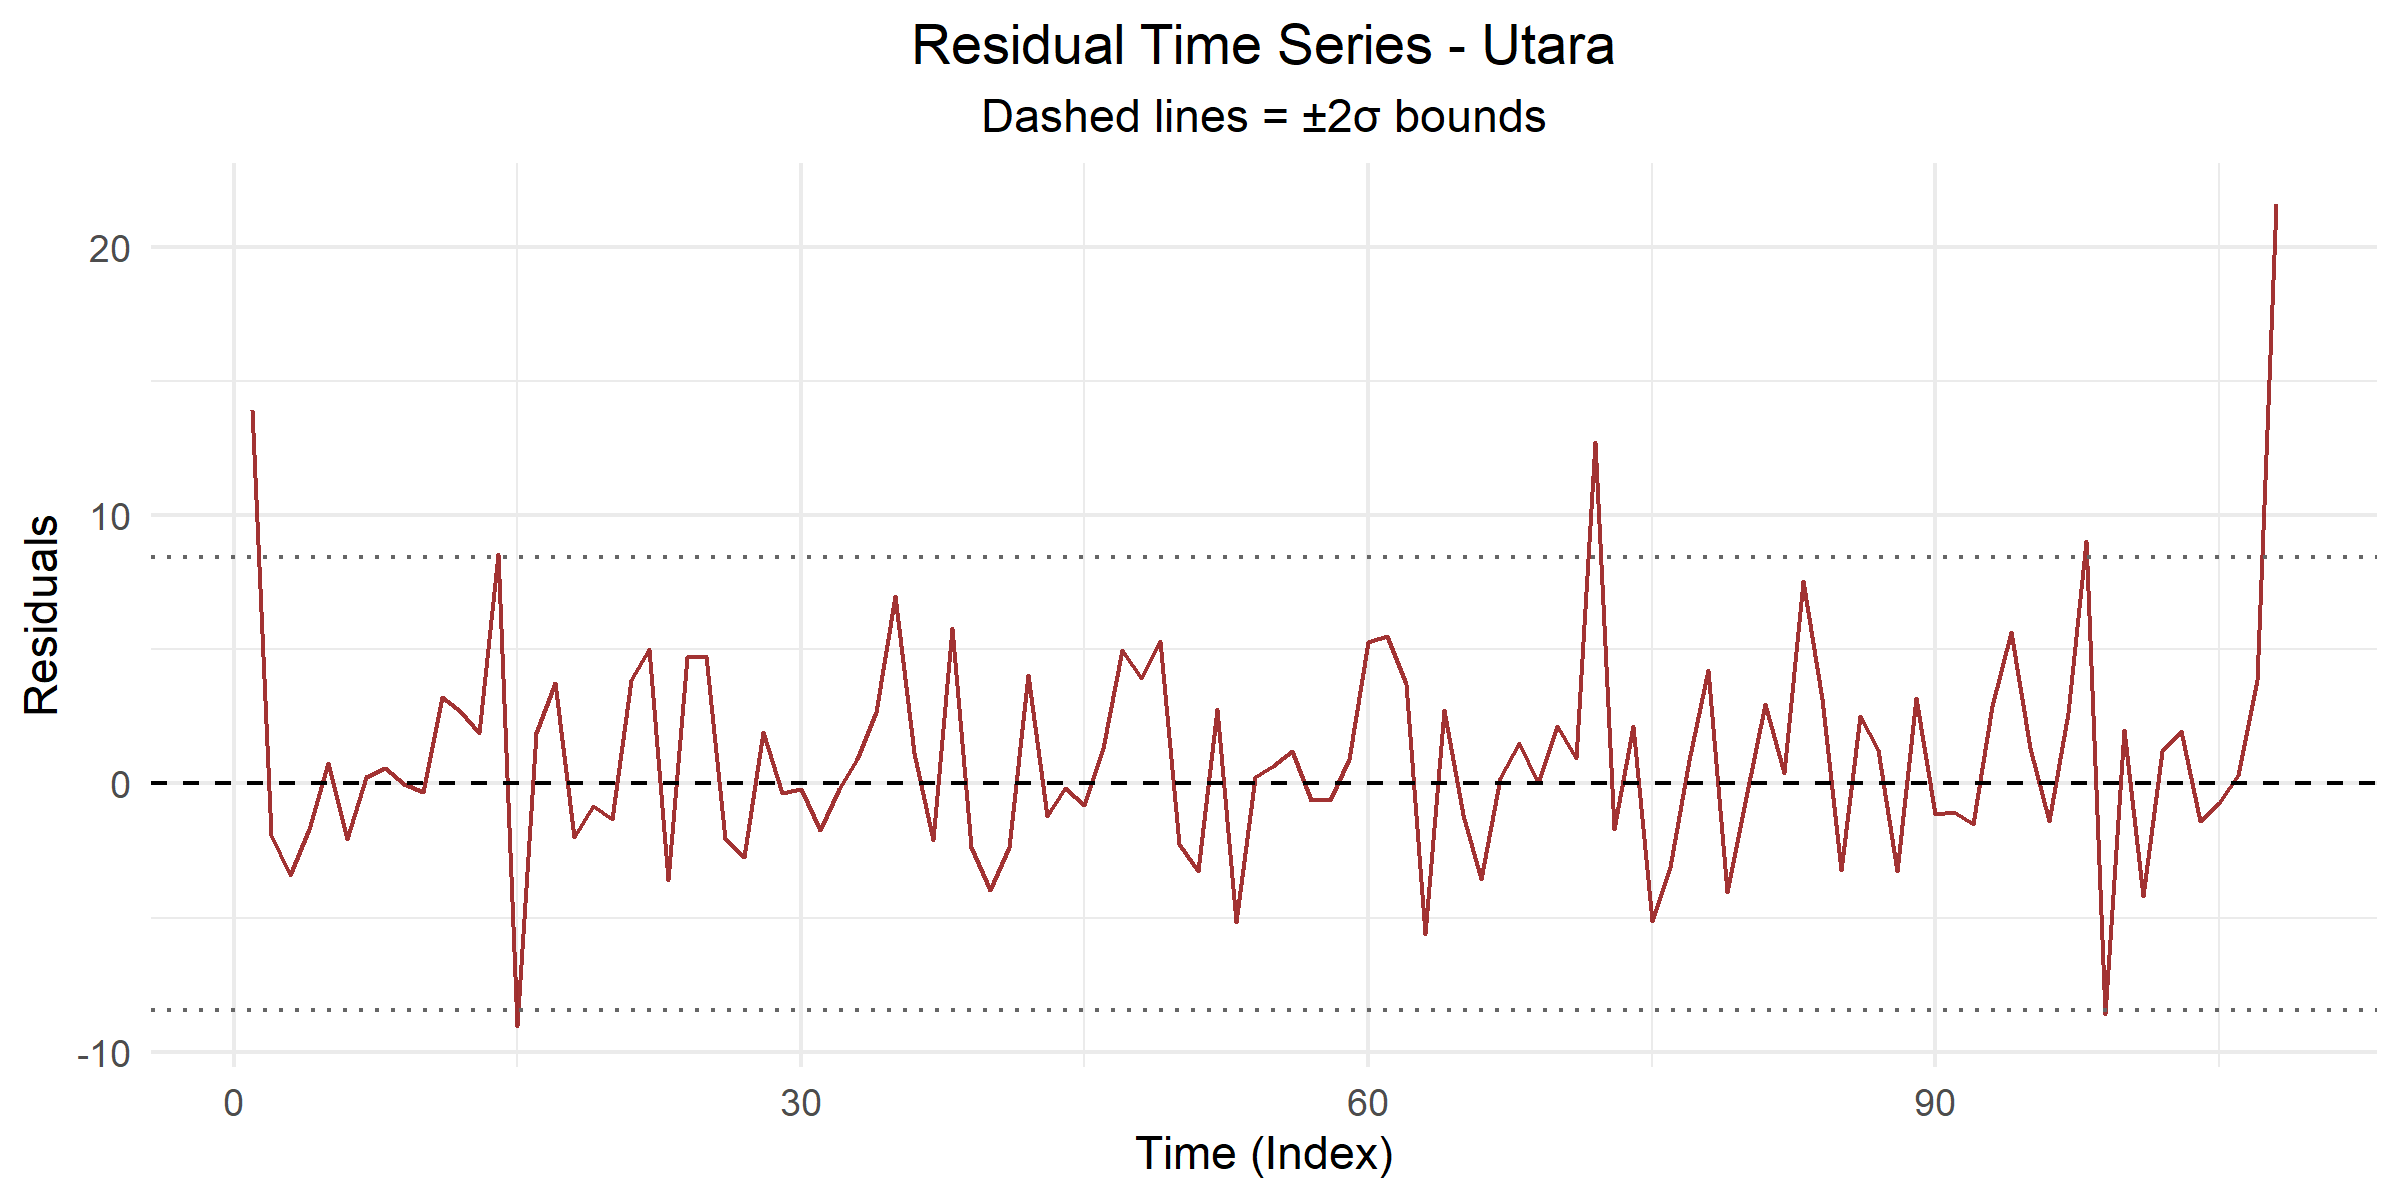 Residual Time Series - Utara
Dashed lines = ±2σ bounds
Residuals
20
10
0
-10
0
30
60
90
Time (Index)